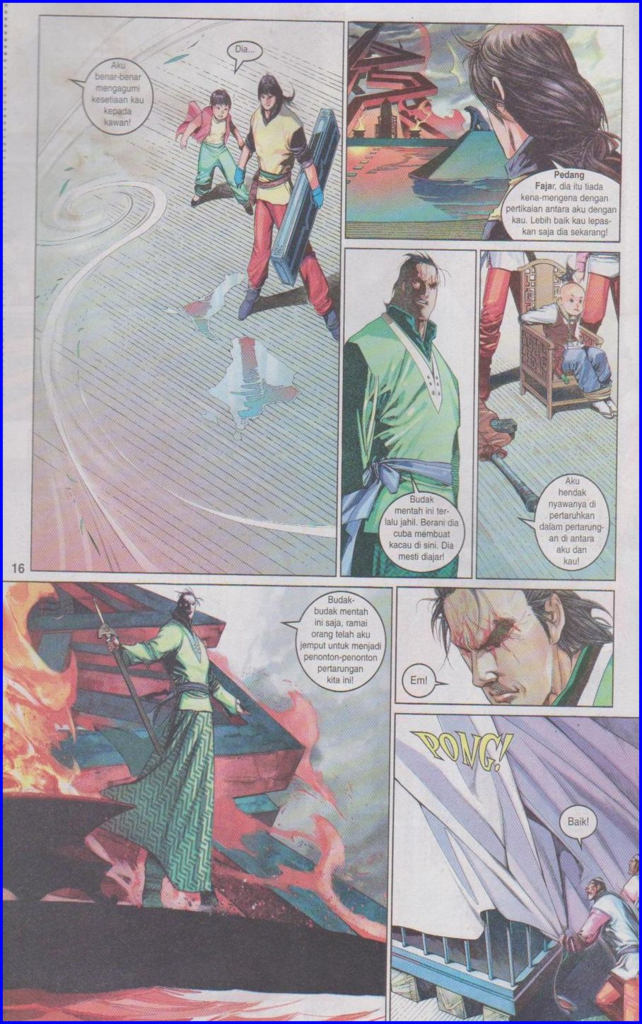 Aku
benar-benar
mengagumi
kesetiaan kau
kepada
kawan!
Dia...
Pedang
Fajar, dia itu tiada
kena-mengena dengan
pertikaian antara aku dengan
kau. Lebih baik kau lepas-
kan saja dia sekarang!
Budak
mentah ini ter-
lalu jahil. Berani dia
cuba membuat
kacau di sini. Dia
mesti diajar!
Aku
hendak
nyawanya di
pertaruhkan
dalam pertarung-
an di antara
aku dan
kau!
16
Budak-
budak mentah
ini saja, ramai
orang telah aku
jemput untuk menjadi
penonton-penonton
pertarungan
kita ini!
Em!
PONG!
Baik!